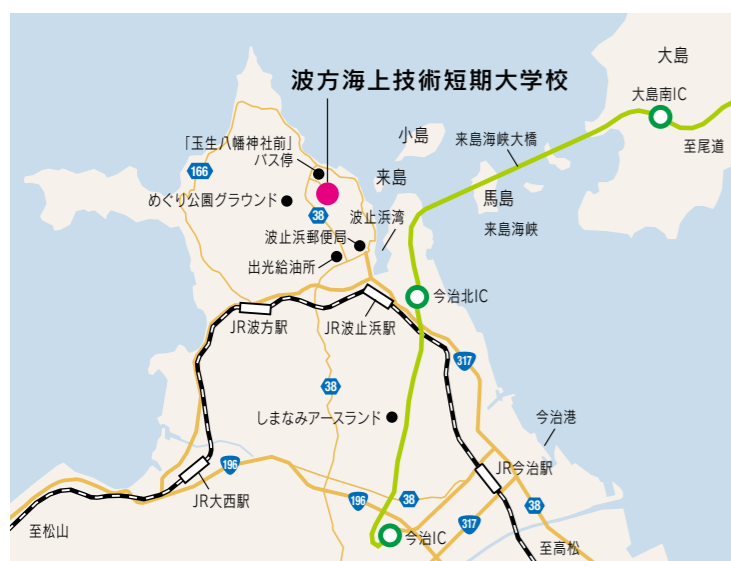 大島
波方海上技術短期大学校
大島南IC
小島
来島海峡大橋
至尾道
「玉生八幡神社前」
バス停
166
来島
馬島
めぐり公園グラウンド
38
波止浜湾
来島海峡
波止浜郵便局
出光給油所
今治北IC
JR波方駅
JR波止浜駅
317
38
しまなみアースランド
今治港
196
JR今治駅
JR大西駅
196
38
38
317
至松山
今治IC
至高松